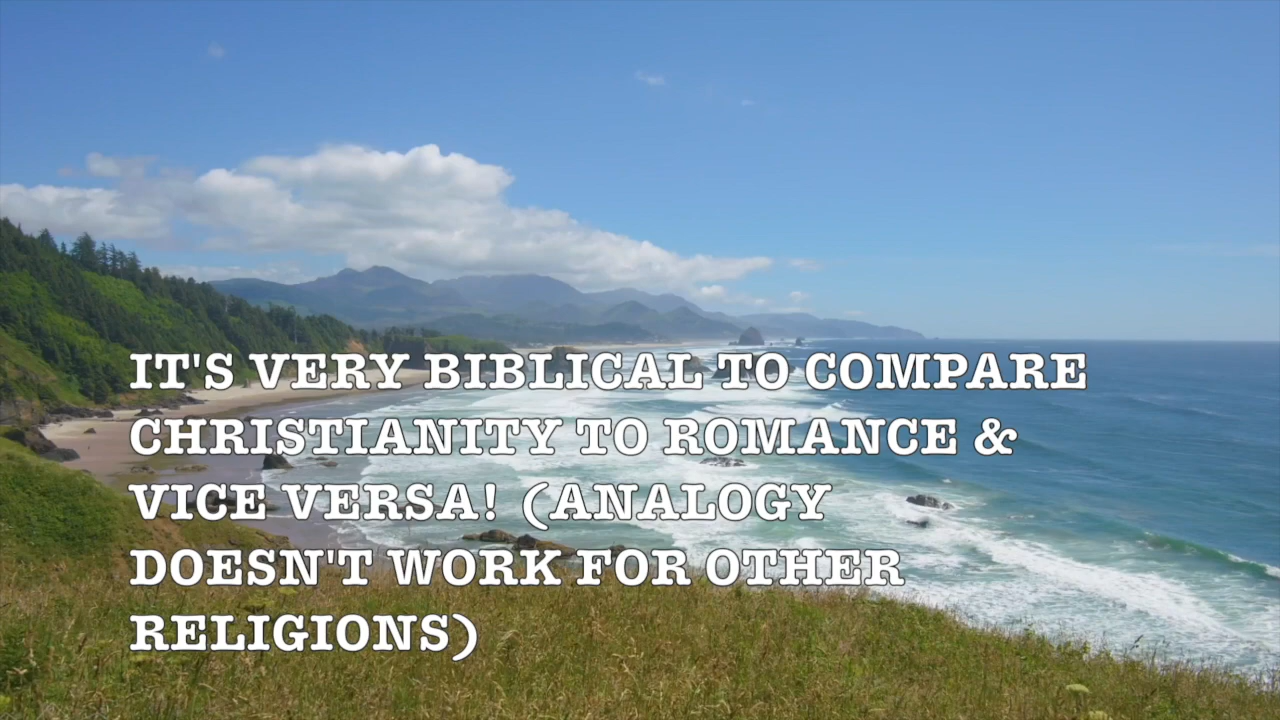 IT'S VERY BIBLICAL TO COMPARE
CHRISTIANITY TO ROMANCE &
VICE VERSA! (ANALOGY
DOESN'T WORK FOR OTHER
RELIGIONS)